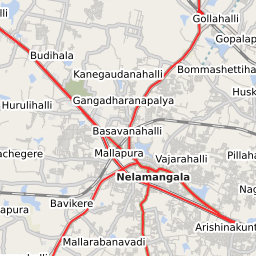 Gollahalli
Gopalap
Budihala
Bommashettiha
Kanegaudanahalli
Husk
Gangadharanapalya
Hurulihalli
Basavanahalli
achegere
Mallapura
Vajarahalli
Pillaha
Nelamangala
Nag
apura
Bavikere
Arishinakunt
Mallarabanavadi